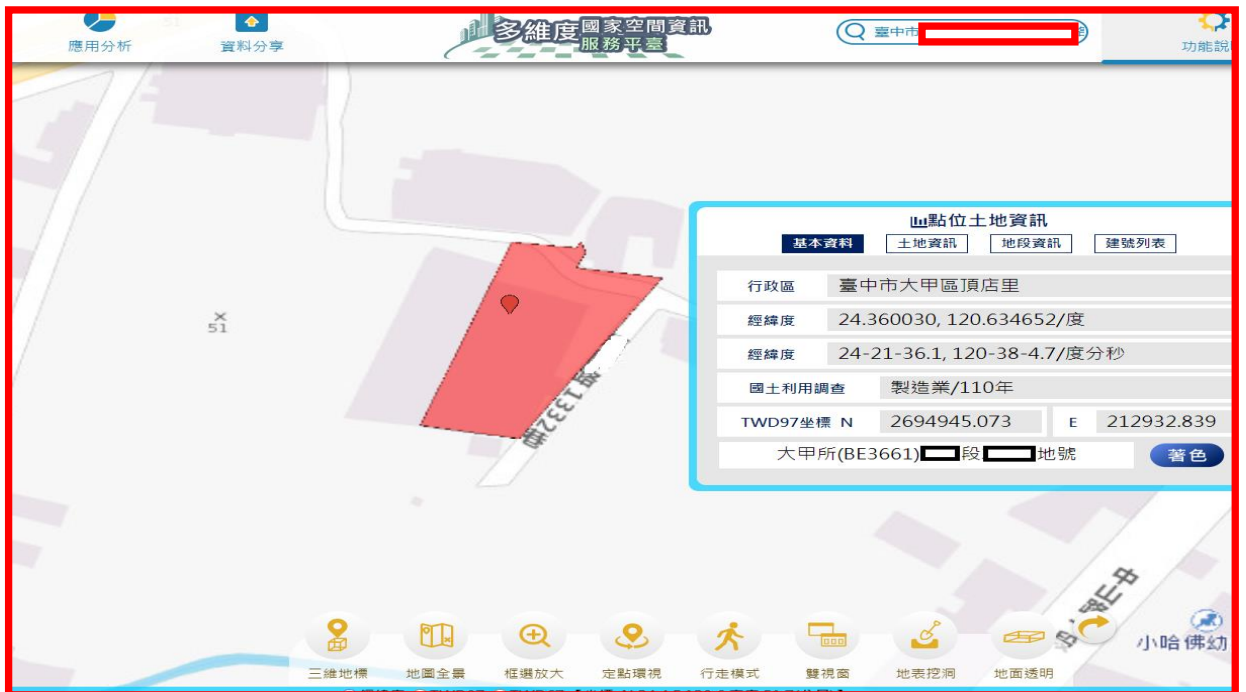 51
應用分析
資料分享
多維度國家空間資訊
服務平臺
臺中市
功能說
點位土地資訊
基本資料 土地資訊 地段資訊 建號列表
行政區 臺中市大甲區頂店里
經緯度 24.360030, 120.634652/度
經緯度 24-21-36.1, 120-38-4.7/度分秒
國土利用調查 製造業/110年
TWD97坐標 N 2694945.073 E 212932.839
大甲所(BE3661) 段 地號 著色
51
1332巷
小哈佛幼
三維地標 地圖全景 框選放大 定點環視 行走模式 雙視窗 地表挖洞 地面透明